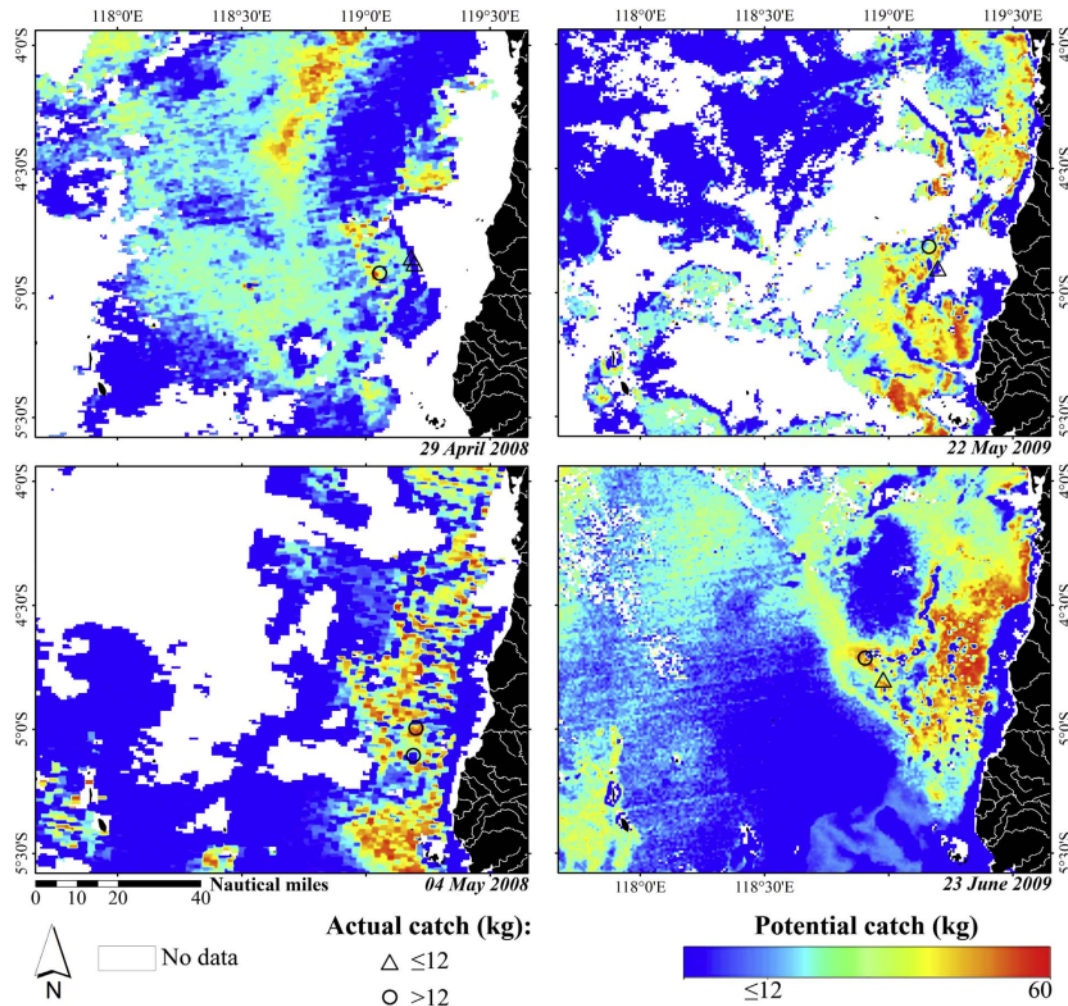 118°0'E 118°30'E 119°0'E 119°30'E
118°0'E 118°30'E 119°0'E 119°30'E
4°0'S
4°30'S
5°0'S
5°30'S
4°0'S
4°30'S
5°0'S
5°30'S
29 April 2008
22 May 2009
4°0'S
4°30'S
5°0'S
5°30'S
4°0'S
4°30'S
5°0'S
5°30'S
04 May 2008
23 June 2009
118°0'E 118°30'E 119°0'E 119°30'E
0 10 20 40 Nautical miles
N
No data
Actual catch (kg):
≤12
>12
Potential catch (kg)
≤12 60